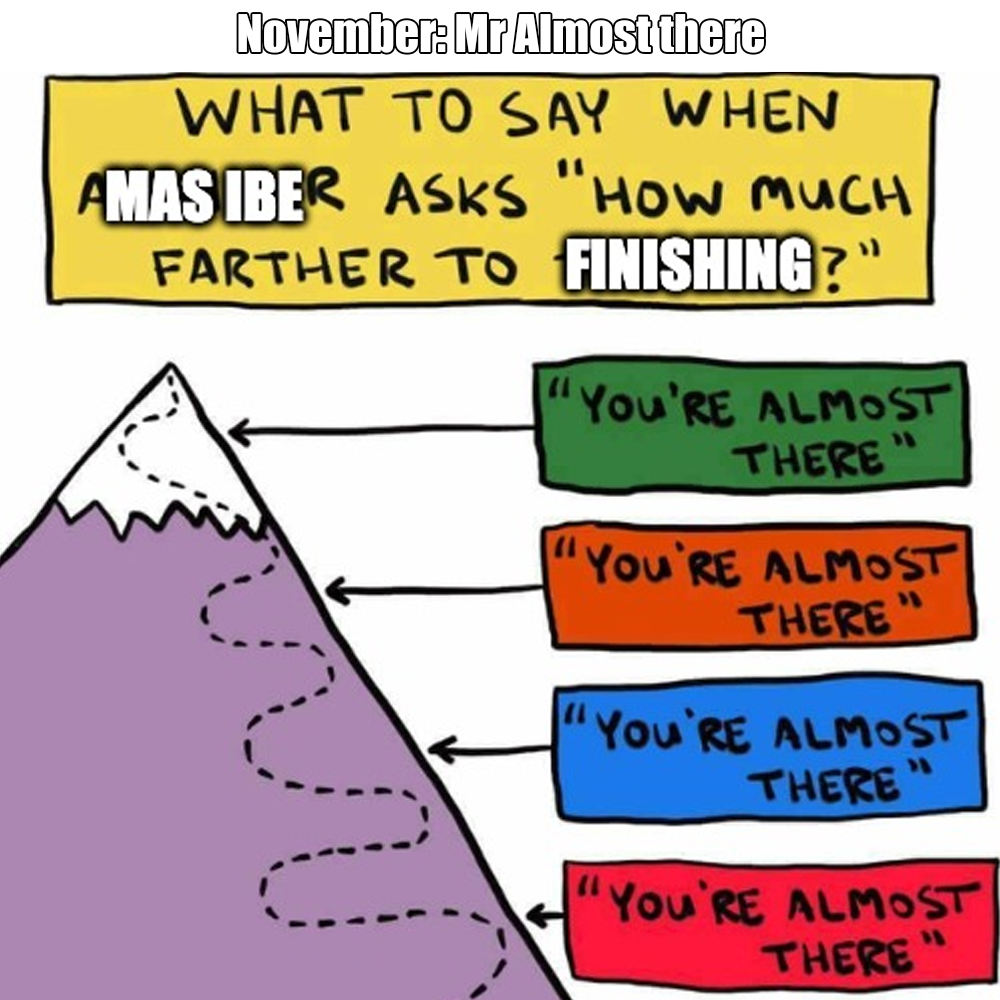 November: Mr Almost there
WHAT TO SAY WHEN
AMAS IBER ASKS "HOW MUCH
FARTHER TO FINISHING?"
"YOU'RE ALMOST
THERE"
"YOU'RE ALMOST
THERE"
"YOU'RE ALMOST
THERE"
"YOU'RE ALMOST
THERE"